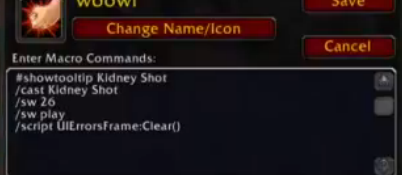 woowf
Save
Change Name/Icon
Cancel
Enter Macro Commands:
#showtooltip Kidney Shot
/cast Kidney Shot
/sw 26
/sw play
/script UIErrorsFrame:Clear()